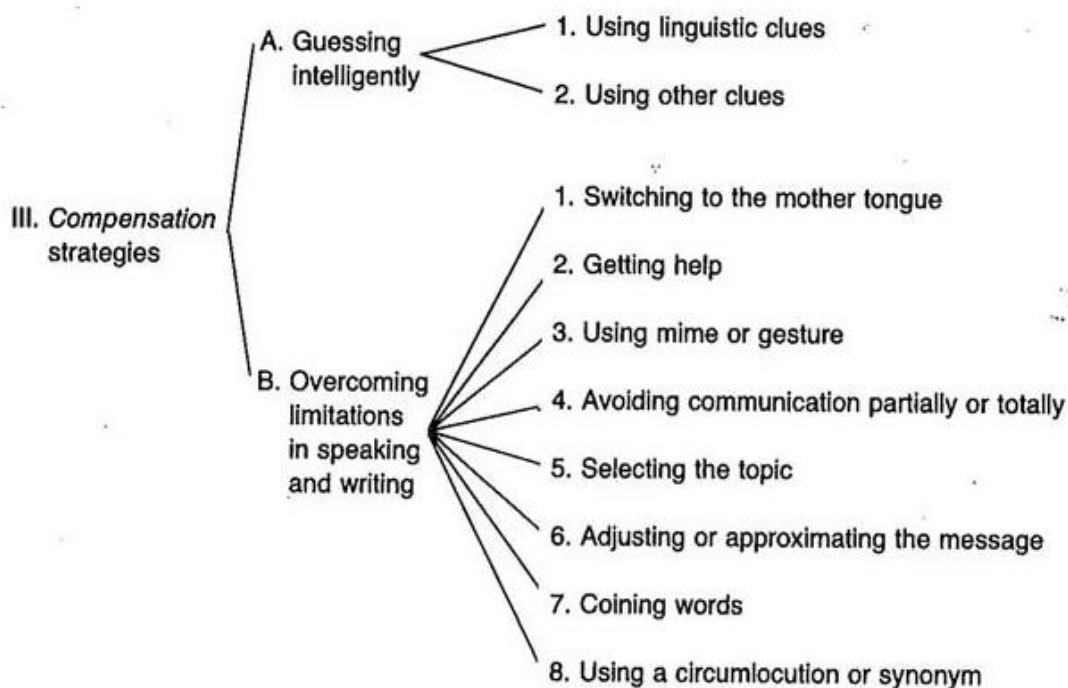 A. Guessing
intelligently
1. Using linguistic clues
2. Using other clues
III. Compensation
strategies
B. Overcoming
limitations
in speaking
and writing
1. Switching to the mother tongue
2. Getting help
3. Using mime or gesture
4. Avoiding communication partially or totally
5. Selecting the topic
6. Adjusting or approximating the message
7. Coining words
8. Using a circumlocution or synonym